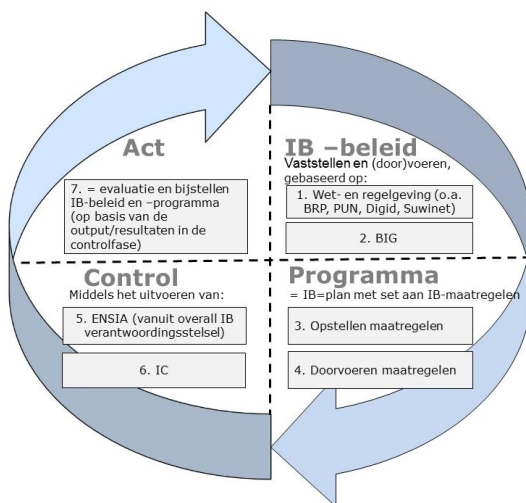 Act
7. = evaluatie en bijstellen
IB-beleid en –programma
(op basis van de
output/resultaten in de
controlfase)
IB –beleid
Vaststellen en (door)voeren,
gebaseerd op:
1. Wet- en regelgeving (o.a.
BRP, PUN, Digid, Suwinet)
2. BIG
Control
Middels het uitvoeren van:
5. ENSIA (vanuit overall IB
verantwoordingsstelsel)
6. IC
Programma
= IB=plan met set aan IB-maatregelen
3. Opstellen maatregelen
4. Doorvoeren maatregelen